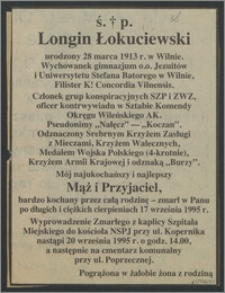 ś. † p.
Longin Łokuciewski
urodzony 28 marca 1913 r. w Wilnie.
Wychowanek gimnazjum o.o. Jezuitów
i Uniwersytetu Stefana Batorego w Wilnie,
Filister K! Concordia Vilnensis.
Członek grup konspiracyjnych SZP i ZWZ,
oficer kontrwywiadu w Sztabie Komendy
Okręgu Wileńskiego AK.
Pseudonimy „Nałęcz” — „Koczan”.
Odznaczony Srebrnym Krzyżem Zasługi
z Mieczami, Krzyżem Walecznych,
Medalem Wojska Polskiego (4-krotnie),
Krzyżem Armii Krajowej i odznaką „Burzy”.
Mój najukochańszy i najlepszy
Mąż i Przyjaciel,
bardzo kochany przez całą rodzinę – zmarł w Panu
po długich i ciężkich cierpieniach 17 września 1995 r.
Wyprowadzenie Zmarłego z kaplicy Szpitala
Miejskiego do kościoła NSPJ przy ul. Kopernika
nastąpi 20 września 1995 r. o godz. 14.00,
a następnie na cmentarz komunalny
przy ul. Poprzecznej.
Pogrążona w żałobie żona z rodziną